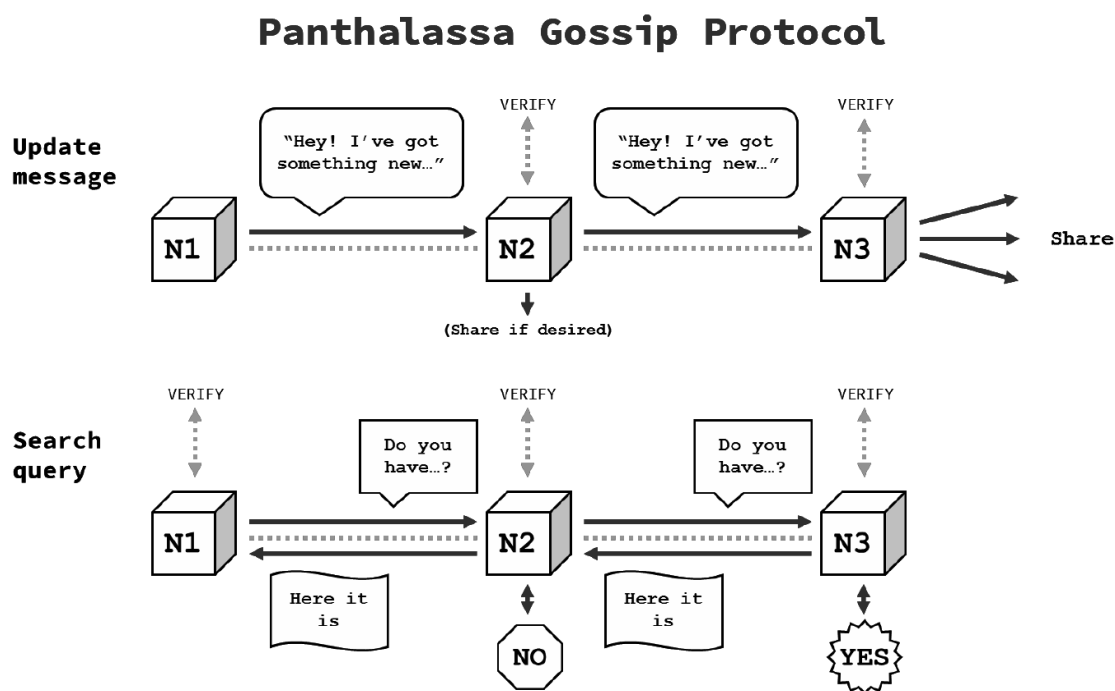 Panthalassa Gossip Protocol
VERIFY
VERIFY
Update
message
“Hey! I’ve got
something new…”
“Hey! I’ve got
something new…”
N1
N2
N3
Share
(Share if desired)
VERIFY
VERIFY
VERIFY
Search
query
Do you
have…?
Do you
have…?
N1
N2
N3
Here it
is
Here it
is
NO
YES